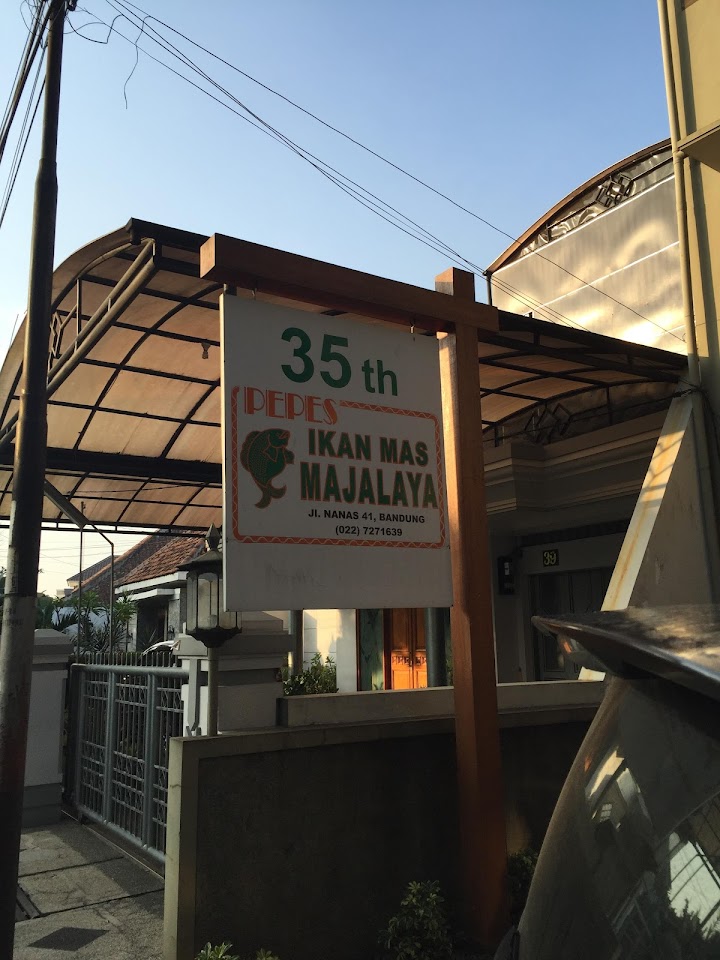 35 th
PEPES
IKAN MAS
MAJALAYA
Jl. NANAS 41, BANDUNG
(022) 7271639
39